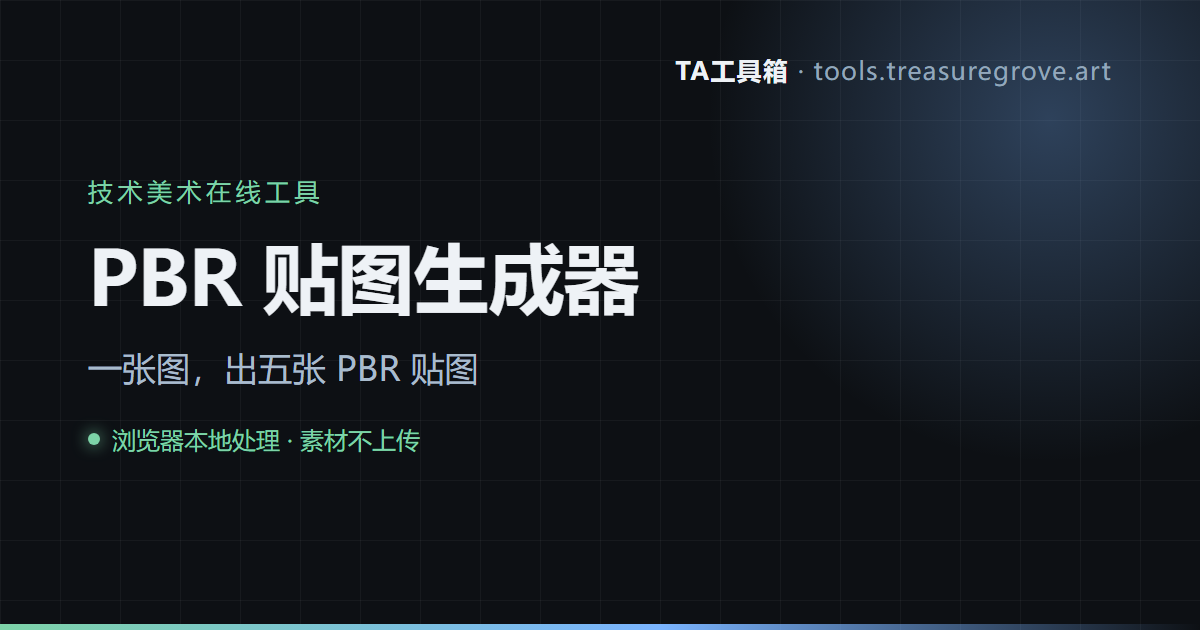 TA工具箱 · tools.treasuregrove.art
技术美术在线工具
PBR 贴图生成器
一张图，出五张 PBR 贴图
浏览器本地处理 · 素材不上传